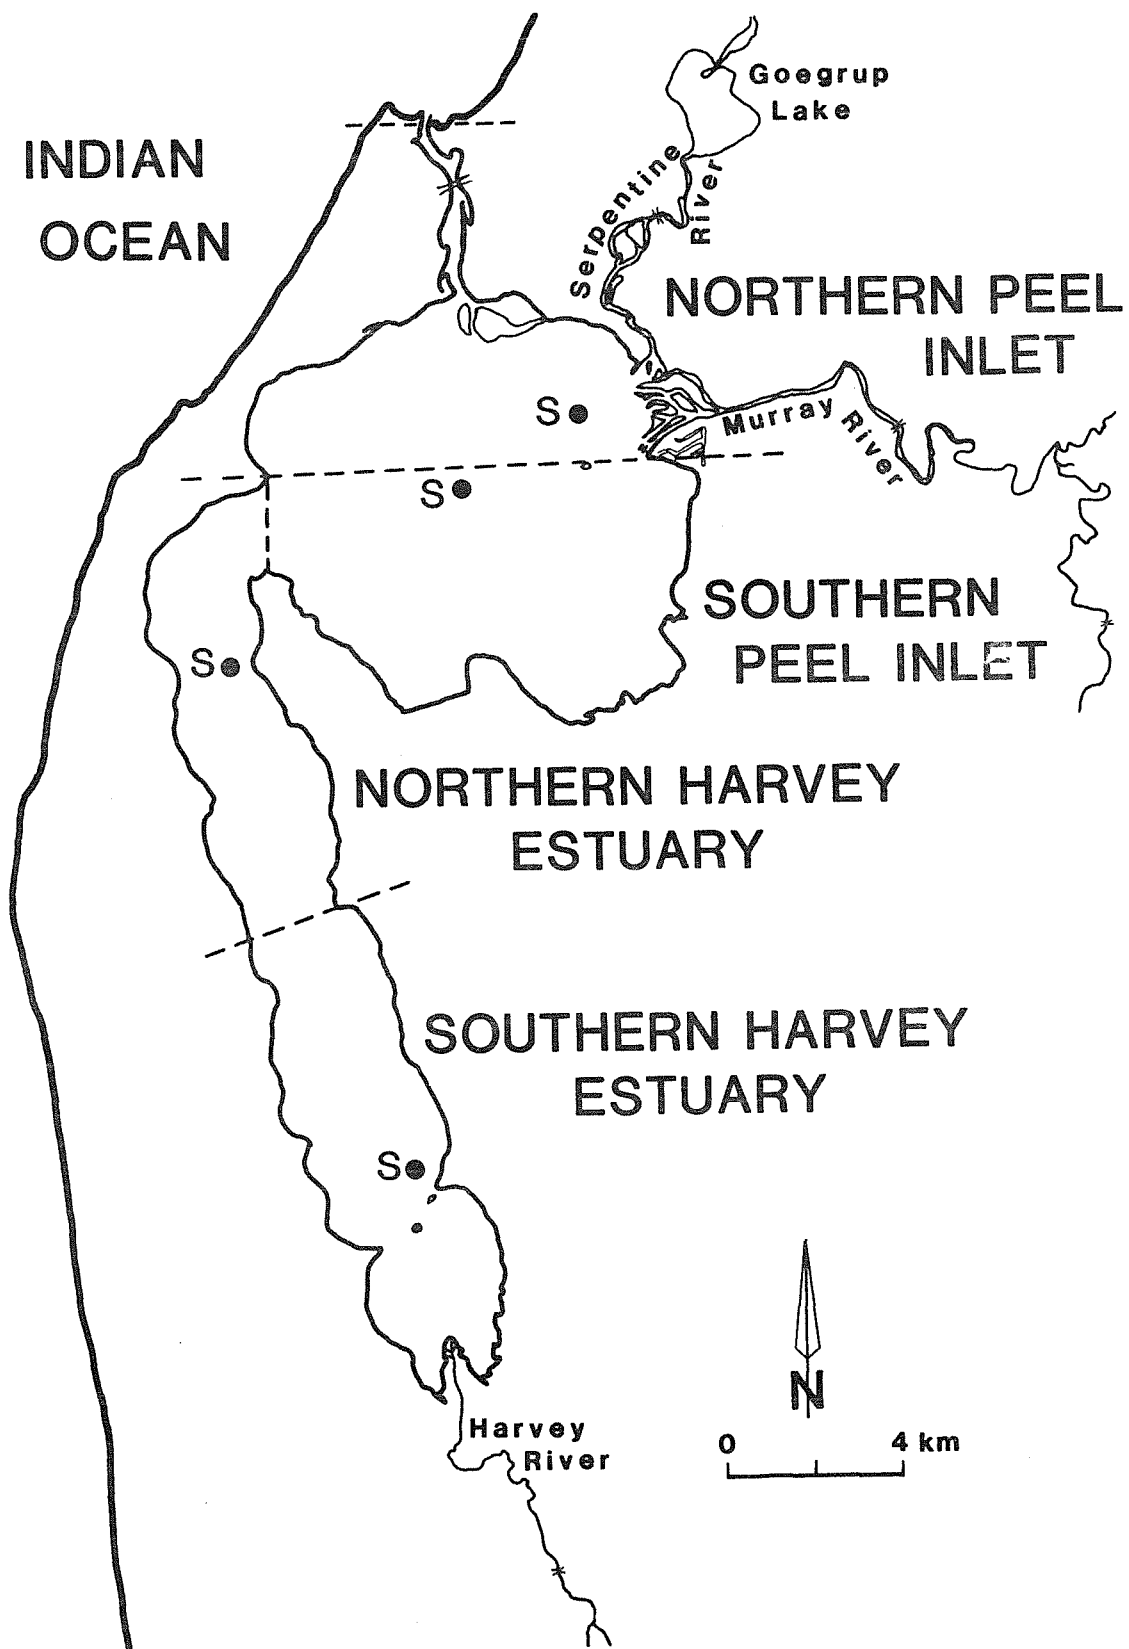 Goegrup
Lake
INDIAN
OCEAN
Serpentine
River
NORTHERN PEEL
INLET
S
Murray
River
S
SOUTHERN
PEEL INLET
S
NORTHERN HARVEY
ESTUARY
SOUTHERN HARVEY
ESTUARY
S
N
Harvey
River
0 4 km